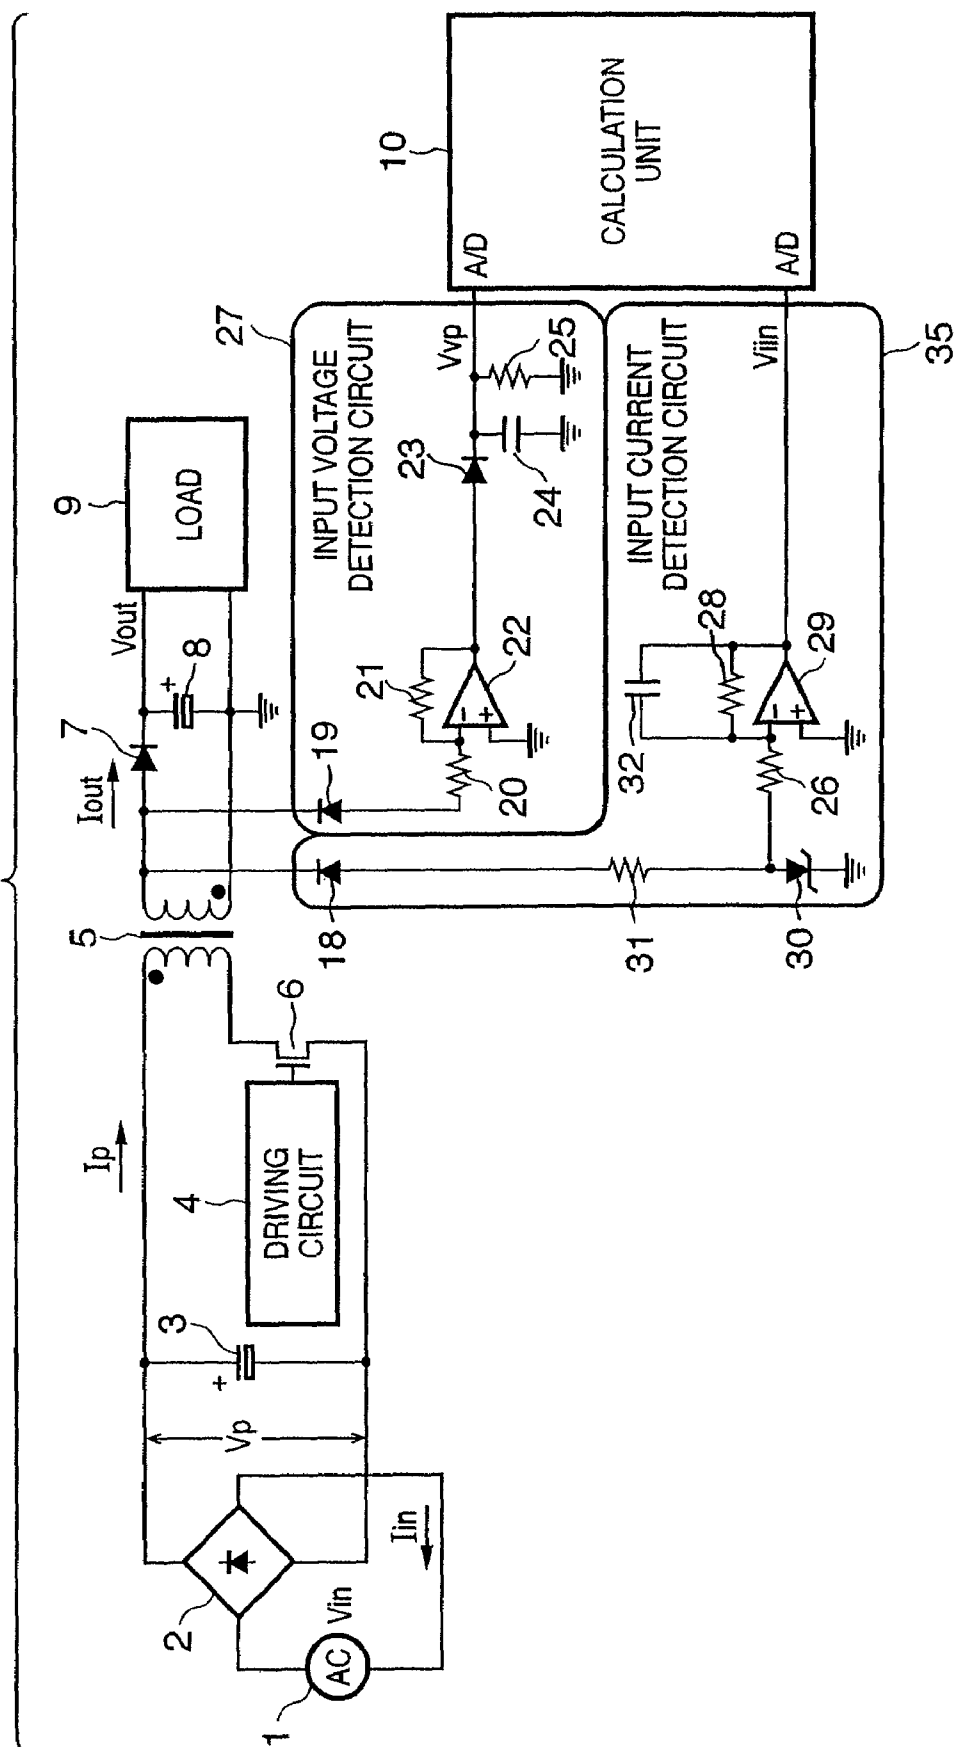 1
AC
Vin
Iin
2
Vp
+
3
4
DRIVING
CIRCUIT
6
Ip
5
Iout
7
+
8
Vout
9
LOAD
18
19
20
21
-
+
22
23
24
25
Vvp
INPUT VOLTAGE
DETECTION CIRCUIT
27
30
31
26
32
28
-
+
29
INPUT CURRENT
DETECTION CIRCUIT
Viin
35
10
A/D
A/D
CALCULATION
UNIT